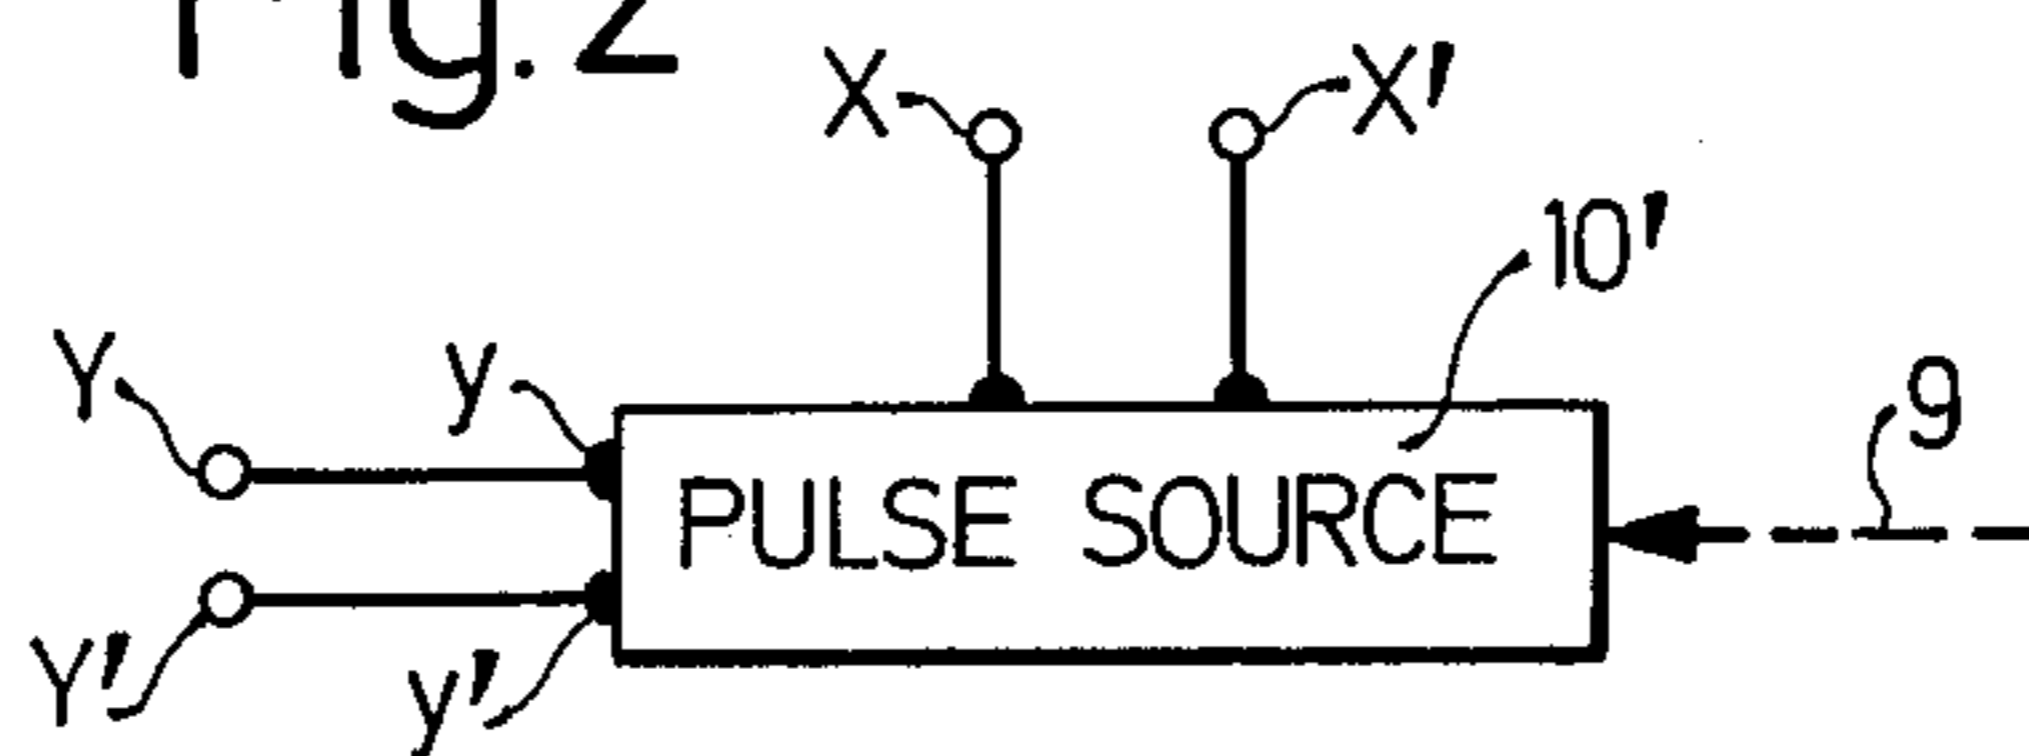 Fig. 2
X X'
10'
Y y 9
PULSE SOURCE
Y' y'